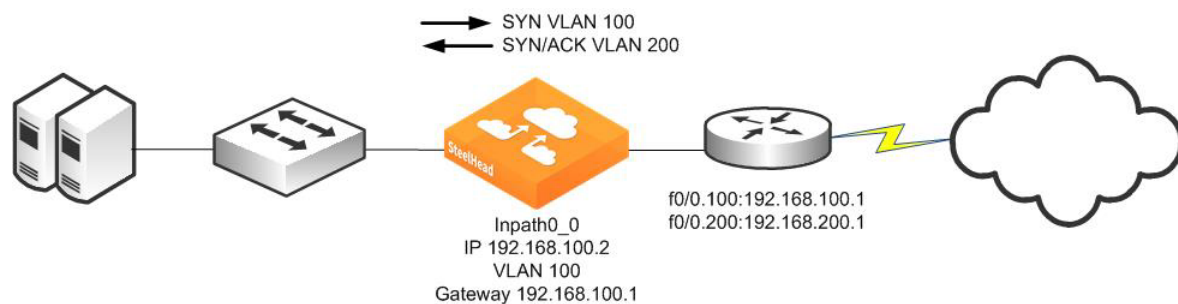 SYN VLAN 100
SYN/ACK VLAN 200
SteelHead
Inpath0_0
IP 192.168.100.2
VLAN 100
Gateway 192.168.100.1
f0/0.100:192.168.100.1
f0/0.200:192.168.200.1